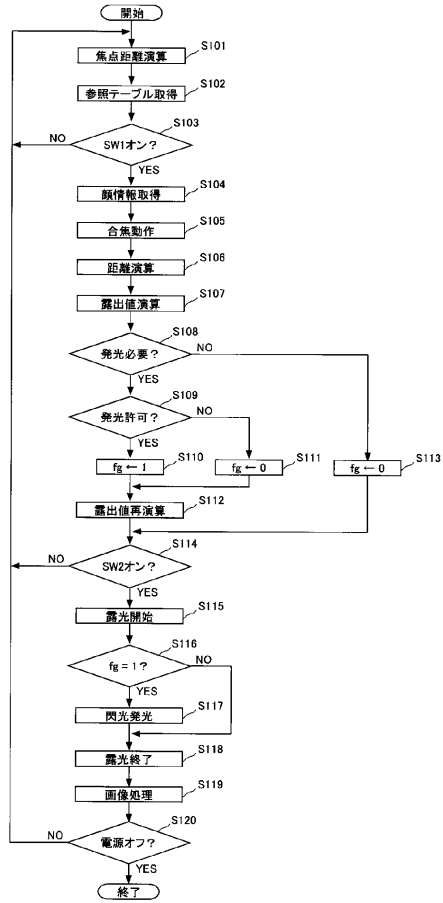 開始
焦点距離演算 S101
参照テーブル取得 S102
SW1オン? S103
NO
YES
顔情報取得 S104
合焦動作 S105
距離演算 S106
露出値演算 S107
発光必要? S108
NO
YES
発光許可? S109
NO
YES
fg ← 1 S110
fg ← 0 S111
fg ← 0 S113
露出値再演算 S112
SW2オン? S114
NO
YES
露光開始 S115
fg = 1? S116
NO
YES
閃光発光 S117
露光終了 S118
画像処理 S119
電源オフ? S120
NO
YES
終了